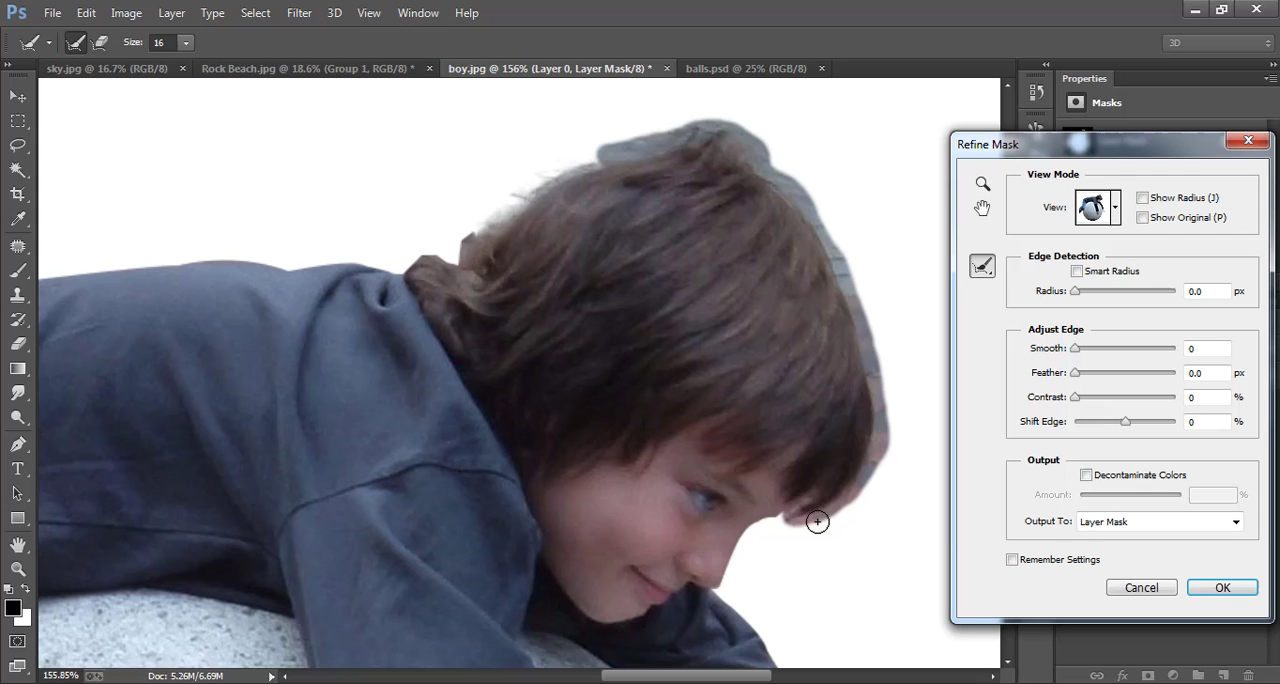 Ps File Edit Image Layer Type Select Filter 3D View Window Help
Size: 16 3D
sky.jpg @ 16.7% (RGB/8) × Rock Beach.jpg @ 18.6% (Group 1, RGB/8) * × boy.jpg @ 156% (Layer 0, Layer Mask/8) * × balls.psd @ 25% (RGB/8) ×
Properties
Masks
Refine Mask
View Mode
View: Show Radius (J)
Show Original (P)
Edge Detection
Smart Radius
Radius: 0.0 px
Adjust Edge
Smooth: 0
Feather: 0.0 px
Contrast: 0 %
Shift Edge: 0 %
Output
Decontaminate Colors
Amount: %
Output To: Layer Mask
Remember Settings
Cancel OK
155.85% Doc: 5.26M/6.69M
fx